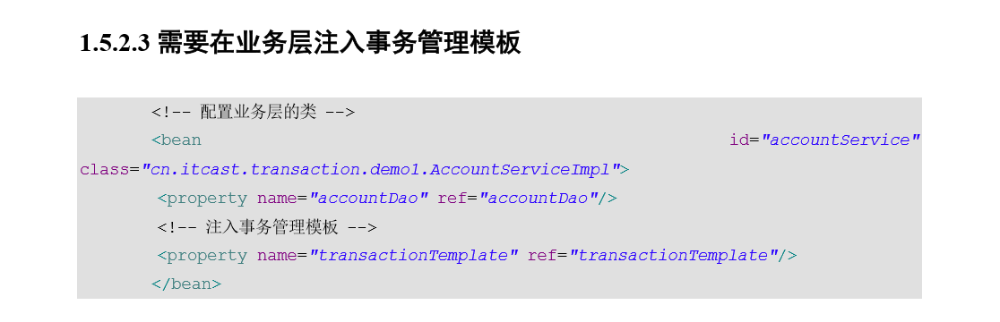 1.5.2.3 需要在业务层注入事务管理模板
<!-- 配置业务层的类 -->
<bean id="accountService"
class="cn.itcast.transaction.demo1.AccountServiceImpl">
<property name="accountDao" ref="accountDao"/>
<!-- 注入事务管理模板 -->
<property name="transactionTemplate" ref="transactionTemplate"/>
</bean>